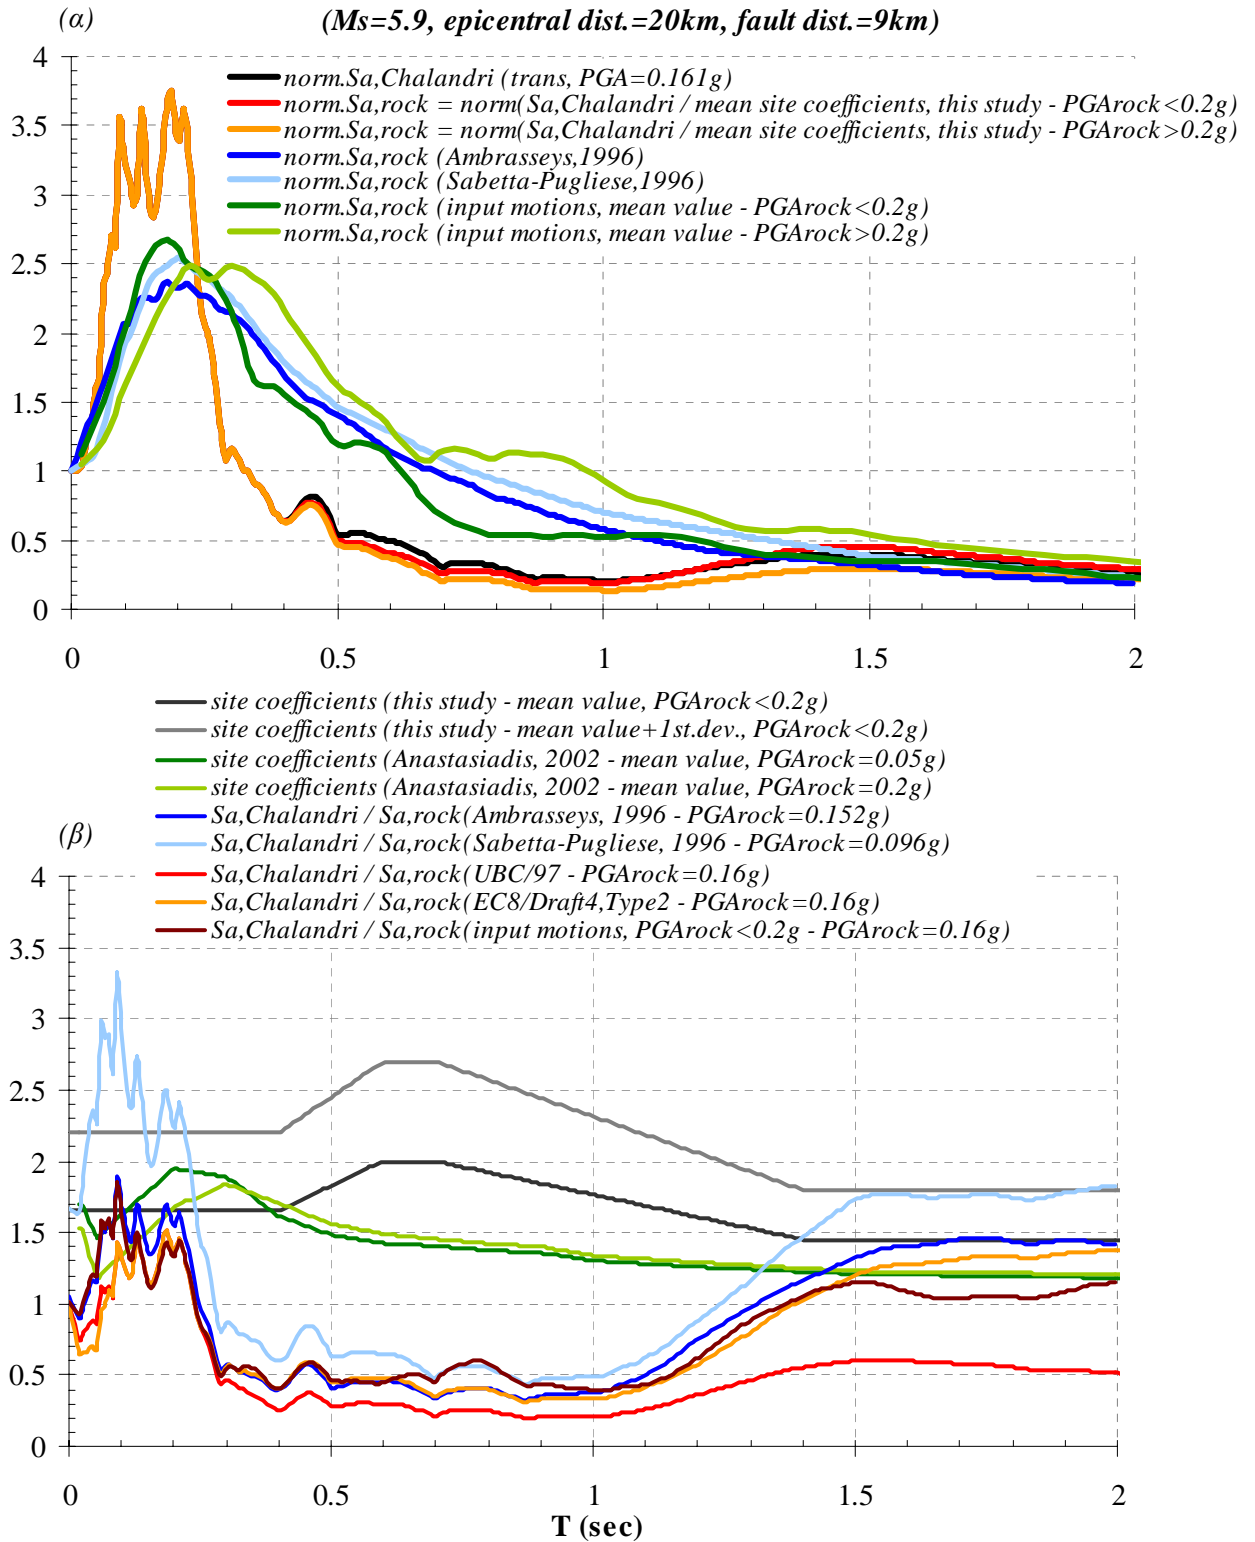 (α)
(Ms=5.9, epicentral dist.=20km, fault dist.=9km)
4
norm.Sa,Chalandri (trans, PGA=0.161g)
norm.Sa,rock = norm(Sa,Chalandri / mean site coefficients, this study - PGArock<0.2g)
3.5
norm.Sa,rock = norm(Sa,Chalandri / mean site coefficients, this study - PGArock>0.2g)
norm.Sa,rock (Ambrasseys,1996)
norm.Sa,rock (Sabetta-Pugliese,1996)
3
norm.Sa,rock (input motions, mean value - PGArock<0.2g)
norm.Sa,rock (input motions, mean value - PGArock>0.2g)
2.5
2
1.5
1
0.5
0
0 0.5 1 1.5 2
site coefficients (this study - mean value, PGArock<0.2g)
site coefficients (this study - mean value+1st.dev., PGArock<0.2g)
site coefficients (Anastasiadis, 2002 - mean value, PGArock=0.05g)
site coefficients (Anastasiadis, 2002 - mean value, PGArock=0.2g)
Sa,Chalandri / Sa,rock(Ambrasseys, 1996 - PGArock=0.152g)
(β)
Sa,Chalandri / Sa,rock(Sabetta-Pugliese, 1996 - PGArock=0.096g)
4
Sa,Chalandri / Sa,rock(UBC/97 - PGArock=0.16g)
Sa,Chalandri / Sa,rock(EC8/Draft4,Type2 - PGArock=0.16g)
Sa,Chalandri / Sa,rock(input motions, PGArock<0.2g - PGArock=0.16g)
3.5
3
2.5
2
1.5
1
0.5
0
0 0.5 1 1.5 2
T (sec)